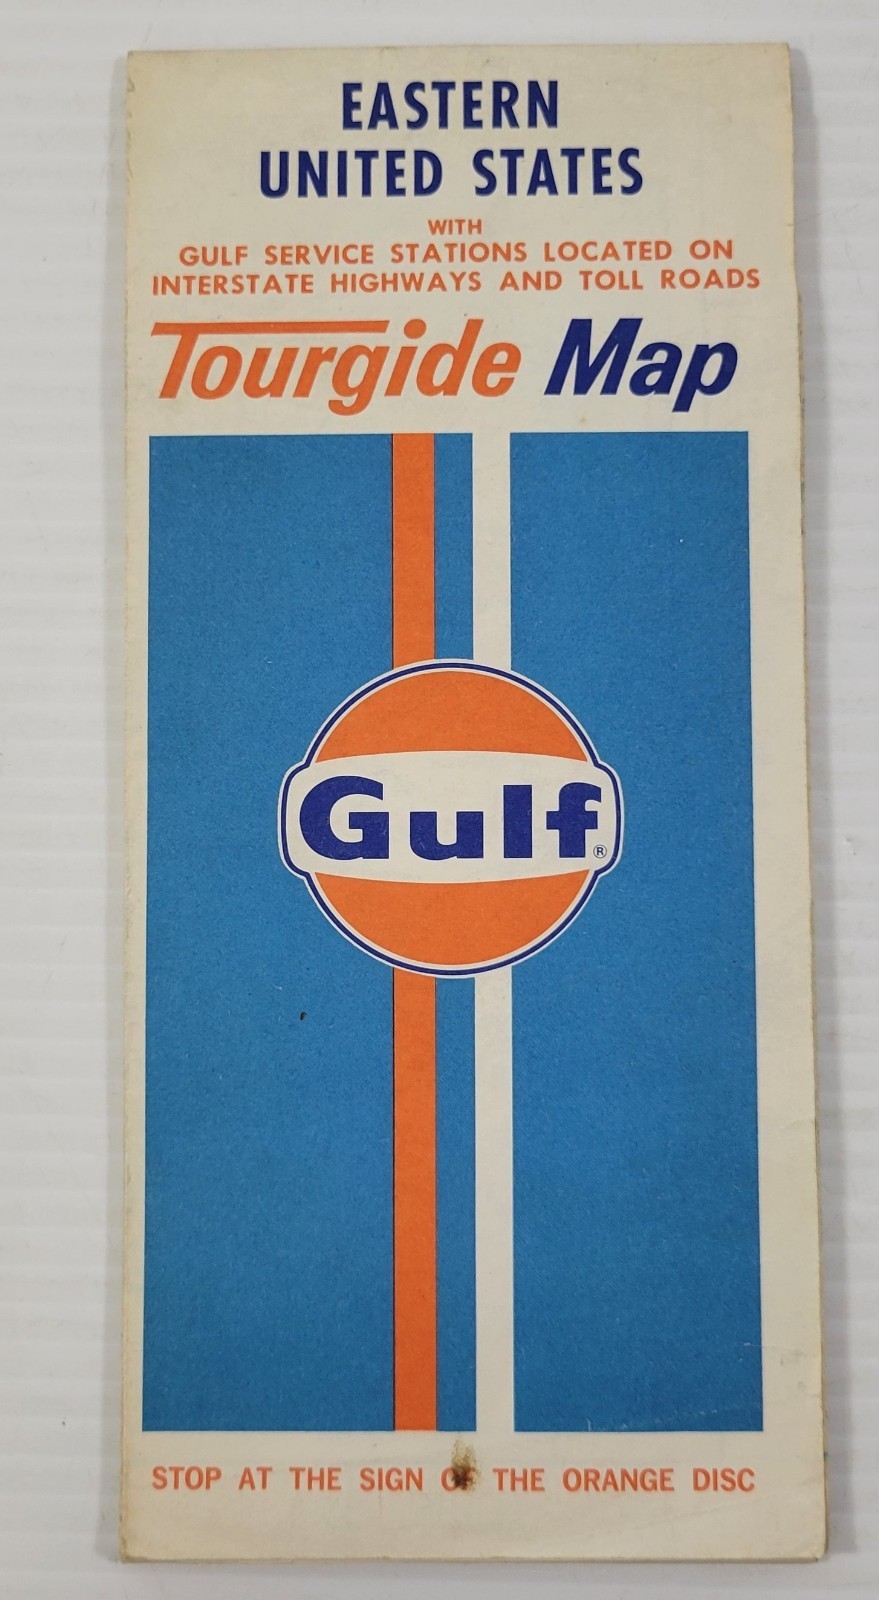 EASTERN
UNITED STATES
WITH
GULF SERVICE STATIONS LOCATED ON
INTERSTATE HIGHWAYS AND TOLL ROADS
Tourgide Map
Gulf®
STOP AT THE SIGN OF THE ORANGE DISC